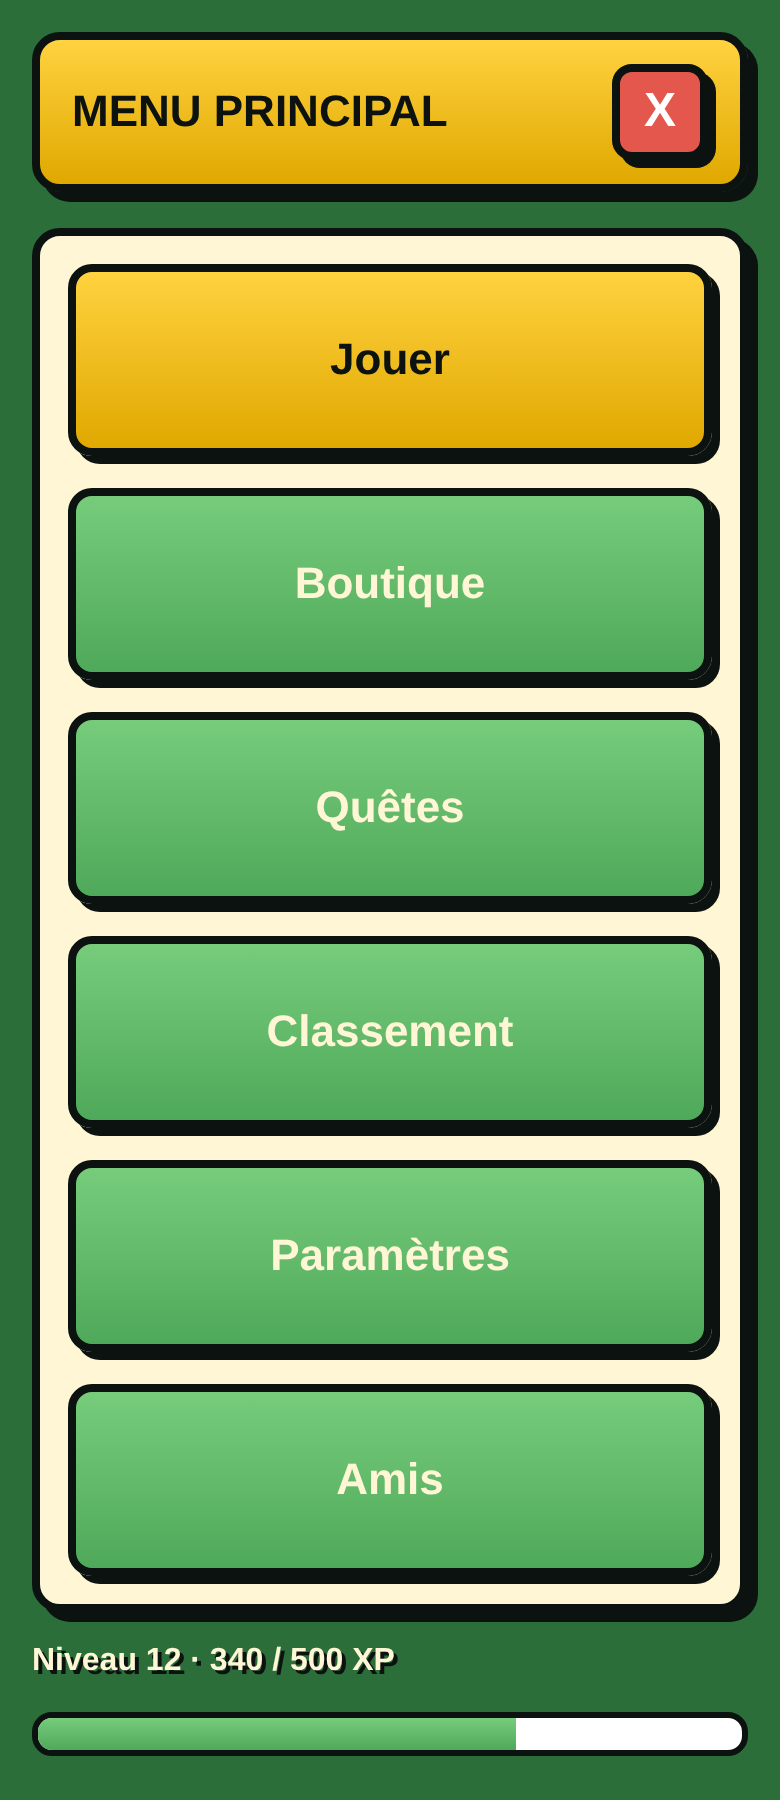 MENU PRINCIPAL
X
Jouer
Boutique
Quêtes
Classement
Paramètres
Amis
Niveau 12 · 340 / 500 XP